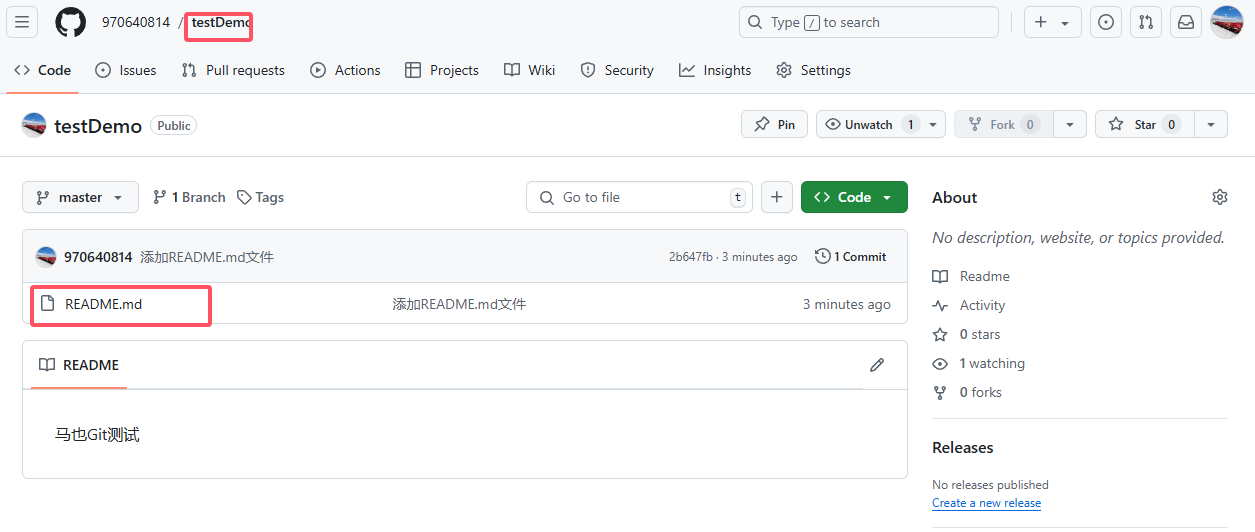 970640814 / testDemo Type / to search
Code Issues Pull requests Actions Projects Wiki Security Insights Settings
testDemo Public Pin Unwatch 1 Fork 0 Star 0
master 1 Branch Tags Go to file t Code
About
No description, website, or topics provided.
970640814 添加README.md文件 2b647fb · 3 minutes ago 1 Commit
README.md 添加README.md文件 3 minutes ago
Readme
Activity
0 stars
1 watching
0 forks
README
马也Git测试
Releases
No releases published
Create a new release